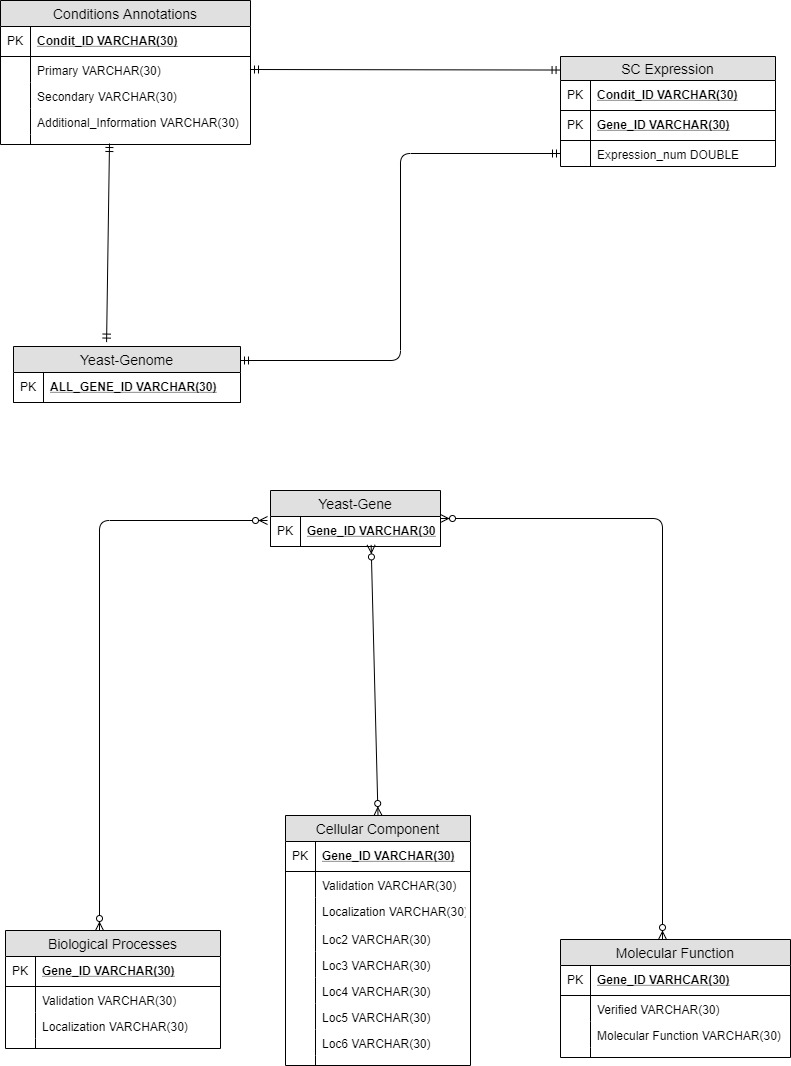 Conditions Annotations
PK Condit_ID VARCHAR(30)
Primary VARCHAR(30)
Secondary VARCHAR(30)
Additional_Information VARCHAR(30)
SC Expression
PK Condit_ID VARCHAR(30)
PK Gene_ID VARCHAR(30)
Expression_num DOUBLE
Yeast-Genome
PK ALL_GENE_ID VARCHAR(30)
Yeast-Gene
PK Gene_ID VARCHAR(30
Cellular Component
PK Gene_ID VARCHAR(30)
Validation VARCHAR(30)
Localization VARCHAR(30)
Loc2 VARCHAR(30)
Loc3 VARCHAR(30)
Loc4 VARCHAR(30)
Loc5 VARCHAR(30)
Loc6 VARCHAR(30)
Biological Processes
PK Gene_ID VARCHAR(30)
Validation VARCHAR(30)
Localization VARCHAR(30)
Molecular Function
PK Gene_ID VARHCAR(30)
Verified VARCHAR(30)
Molecular Function VARCHAR(30)